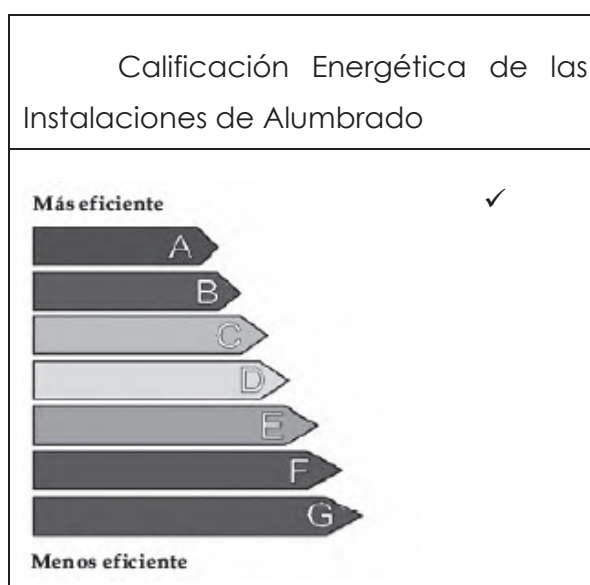 Calificación Energética de las
Instalaciones de Alumbrado
Más eficiente ✓
A
B
C
D
E
F
G
Menos eficiente